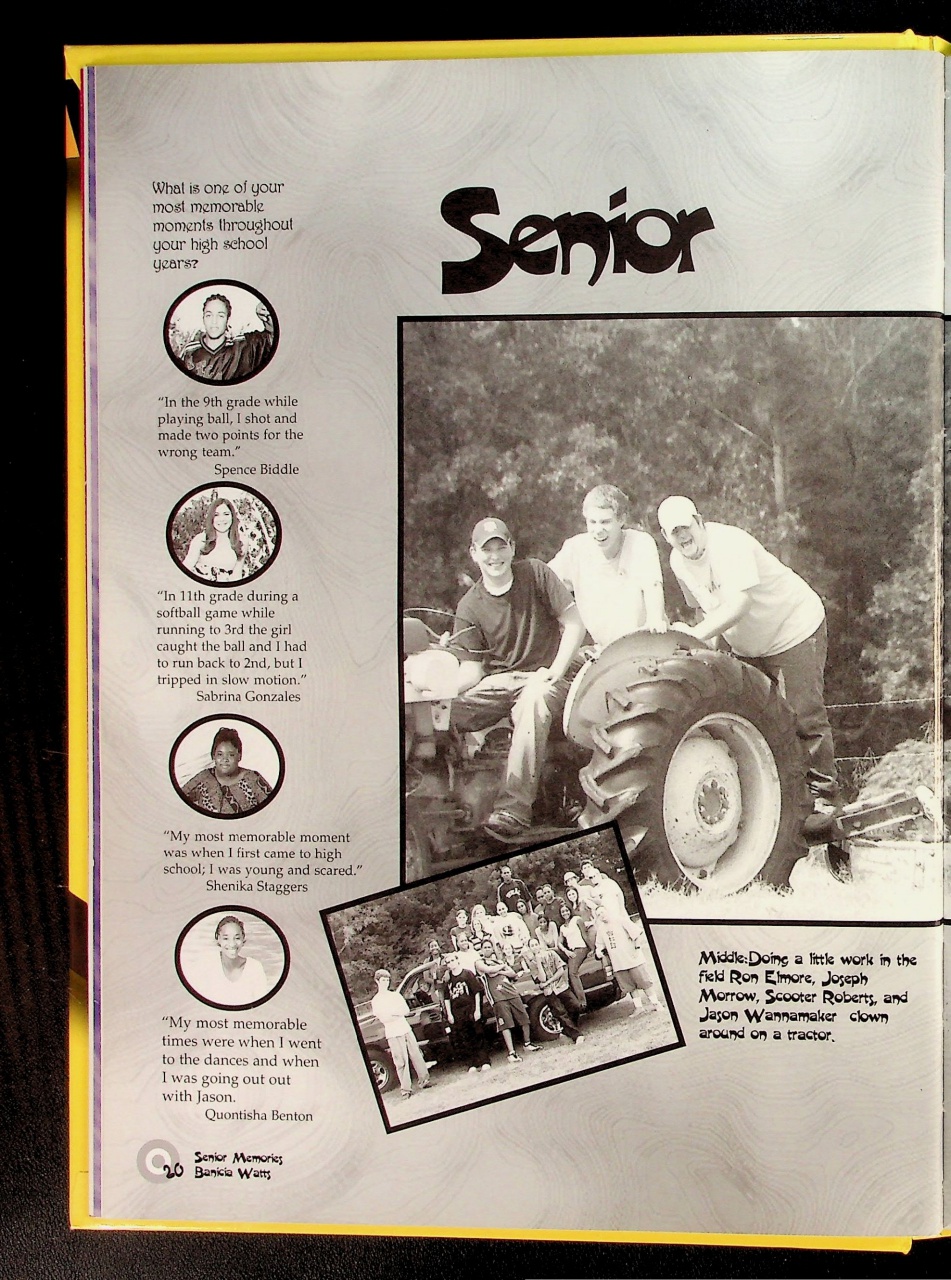 What is one of your
most memorable
moments throughout
your high school
years?
Senior
“In the 9th grade while
playing ball, I shot and
made two points for the
wrong team.”
Spence Biddle
“In 11th grade during a
softball game while
running to 3rd the girl
caught the ball and I had
to run back to 2nd, but I
tripped in slow motion.”
Sabrina Gonzales
“My most memorable moment
was when I first came to high
school; I was young and scared.”
Shenika Staggers
“My most memorable
times were when I went
to the dances and when
I was going out out
with Jason.
Quontisha Benton
Middle:Doing a little work in the
field Ron Elmore, Joseph
Morrow, Scooter Roberts, and
Jason Wannamaker clown
around on a tractor.
20
Senior Memories
Banicia Watts